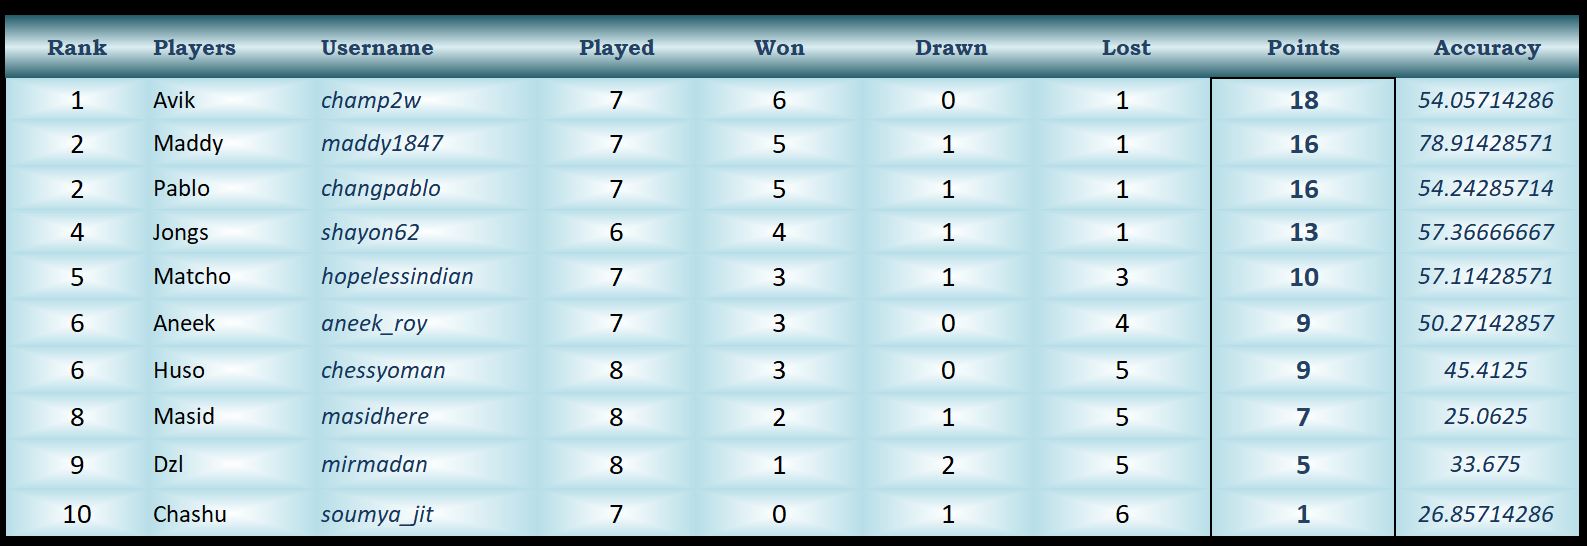 Rank Players Username Played Won Drawn Lost Points Accuracy
1 Avik champ2w 7 6 0 1 18 54.05714286
2 Maddy maddy1847 7 5 1 1 16 78.91428571
2 Pablo changpablo 7 5 1 1 16 54.24285714
4 Jongs shayon62 6 4 1 1 13 57.36666667
5 Matcho hopelessindian 7 3 1 3 10 57.11428571
6 Aneek aneek_roy 7 3 0 4 9 50.27142857
6 Huso chessyoman 8 3 0 5 9 45.4125
8 Masid masidhere 8 2 1 5 7 25.0625
9 Dzl mirmadan 8 1 2 5 5 33.675
10 Chashu soumya_jit 7 0 1 6 1 26.85714286